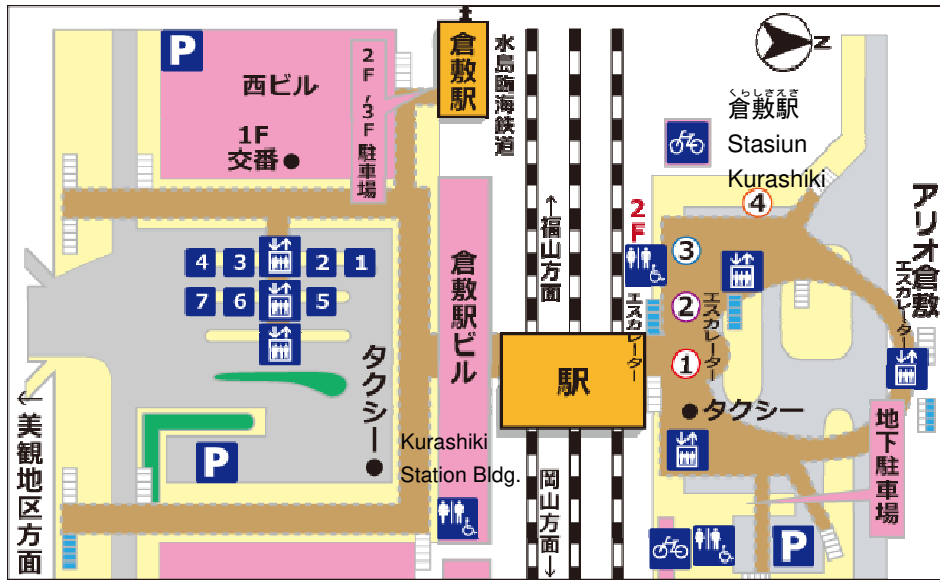 P
西ビル
1F
交番
2F/3F駐車場
倉敷駅
水島臨海鉄道
N
くらしきえき
倉敷駅
Stasiun
Kurashiki
4
アリオ倉敷
エスカレーター
←福山方面
2F
3
2
1
エスカレーター
エスカレーター
4
3
2
1
7
6
5
倉敷駅ビル
駅
タクシー
タクシー
P
Kurashiki
Station Bldg.
地下駐車場
岡山方面→
←美観地区方面
P